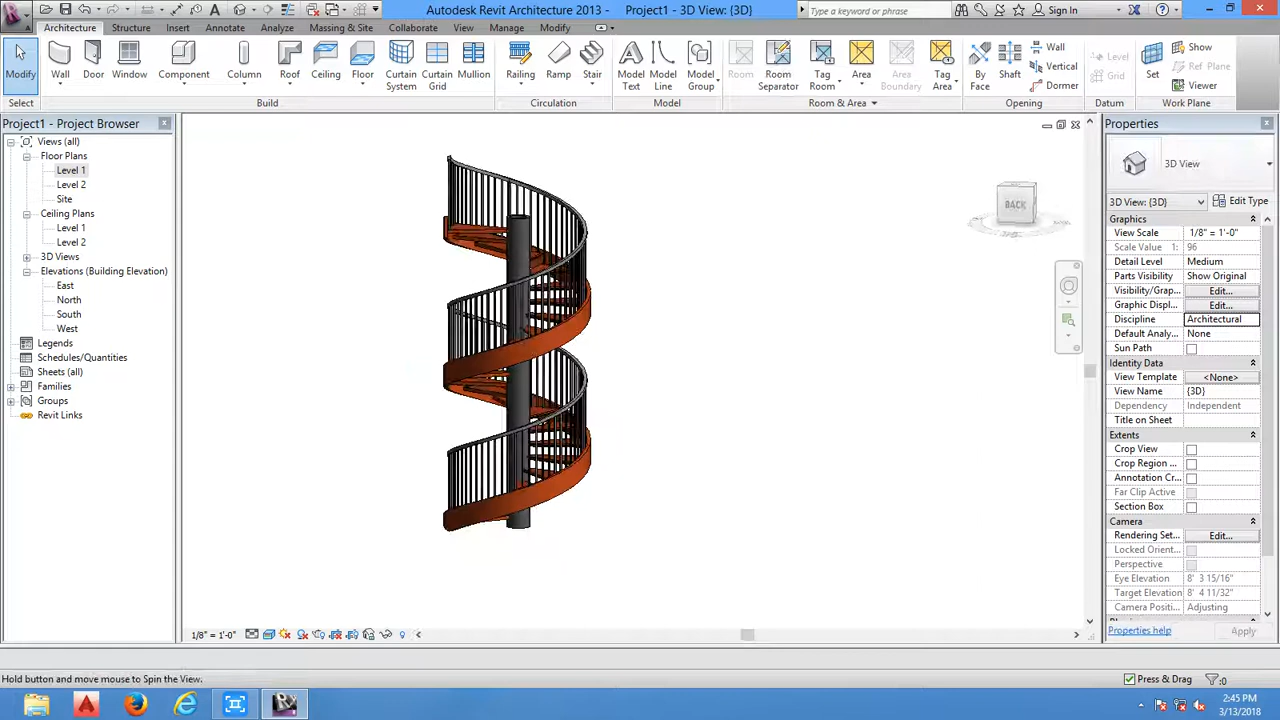 Autodesk Revit Architecture 2013 - Project1 - 3D View: {3D}
Type a keyword or phrase
Sign In
Architecture Structure Insert Annotate Analyze Massing & Site Collaborate View Manage Modify
Modify Wall Door Window Component Column Roof Ceiling Floor Curtain System Curtain Grid Mullion Railing Ramp Stair Model Text Model Line Model Group Room Room Separator Tag Room Area Area Boundary Tag Area By Face Shaft Wall Vertical Dormer Level Grid Set Show Ref Plane Viewer
Select Build Circulation Model Room & Area Opening Datum Work Plane
Project1 - Project Browser
Views (all)
Floor Plans
Level 1
Level 2
Site
Ceiling Plans
Level 1
Level 2
3D Views
Elevations (Building Elevation)
East
North
South
West
Legends
Schedules/Quantities
Sheets (all)
Families
Groups
Revit Links
BACK
Properties
3D View
3D View: {3D} Edit Type
Graphics
View Scale 1/8" = 1'-0"
Scale Value 1: 96
Detail Level Medium
Parts Visibility Show Original
Visibility/Grap... Edit...
Graphic Displ... Edit...
Discipline Architectural
Default Analy... None
Sun Path
Identity Data
View Template <None>
View Name {3D}
Dependency Independent
Title on Sheet
Extents
Crop View
Crop Region ...
Annotation Cr...
Far Clip Active
Section Box
Camera
Rendering Set... Edit...
Locked Orient...
Perspective
Eye Elevation 8' 3 15/16"
Target Elevation 8' 4 11/32"
Camera Positi... Adjusting
Properties help Apply
1/8" = 1'-0"
Hold button and move mouse to Spin the View.
Press & Drag :0
2:45 PM
3/13/2018